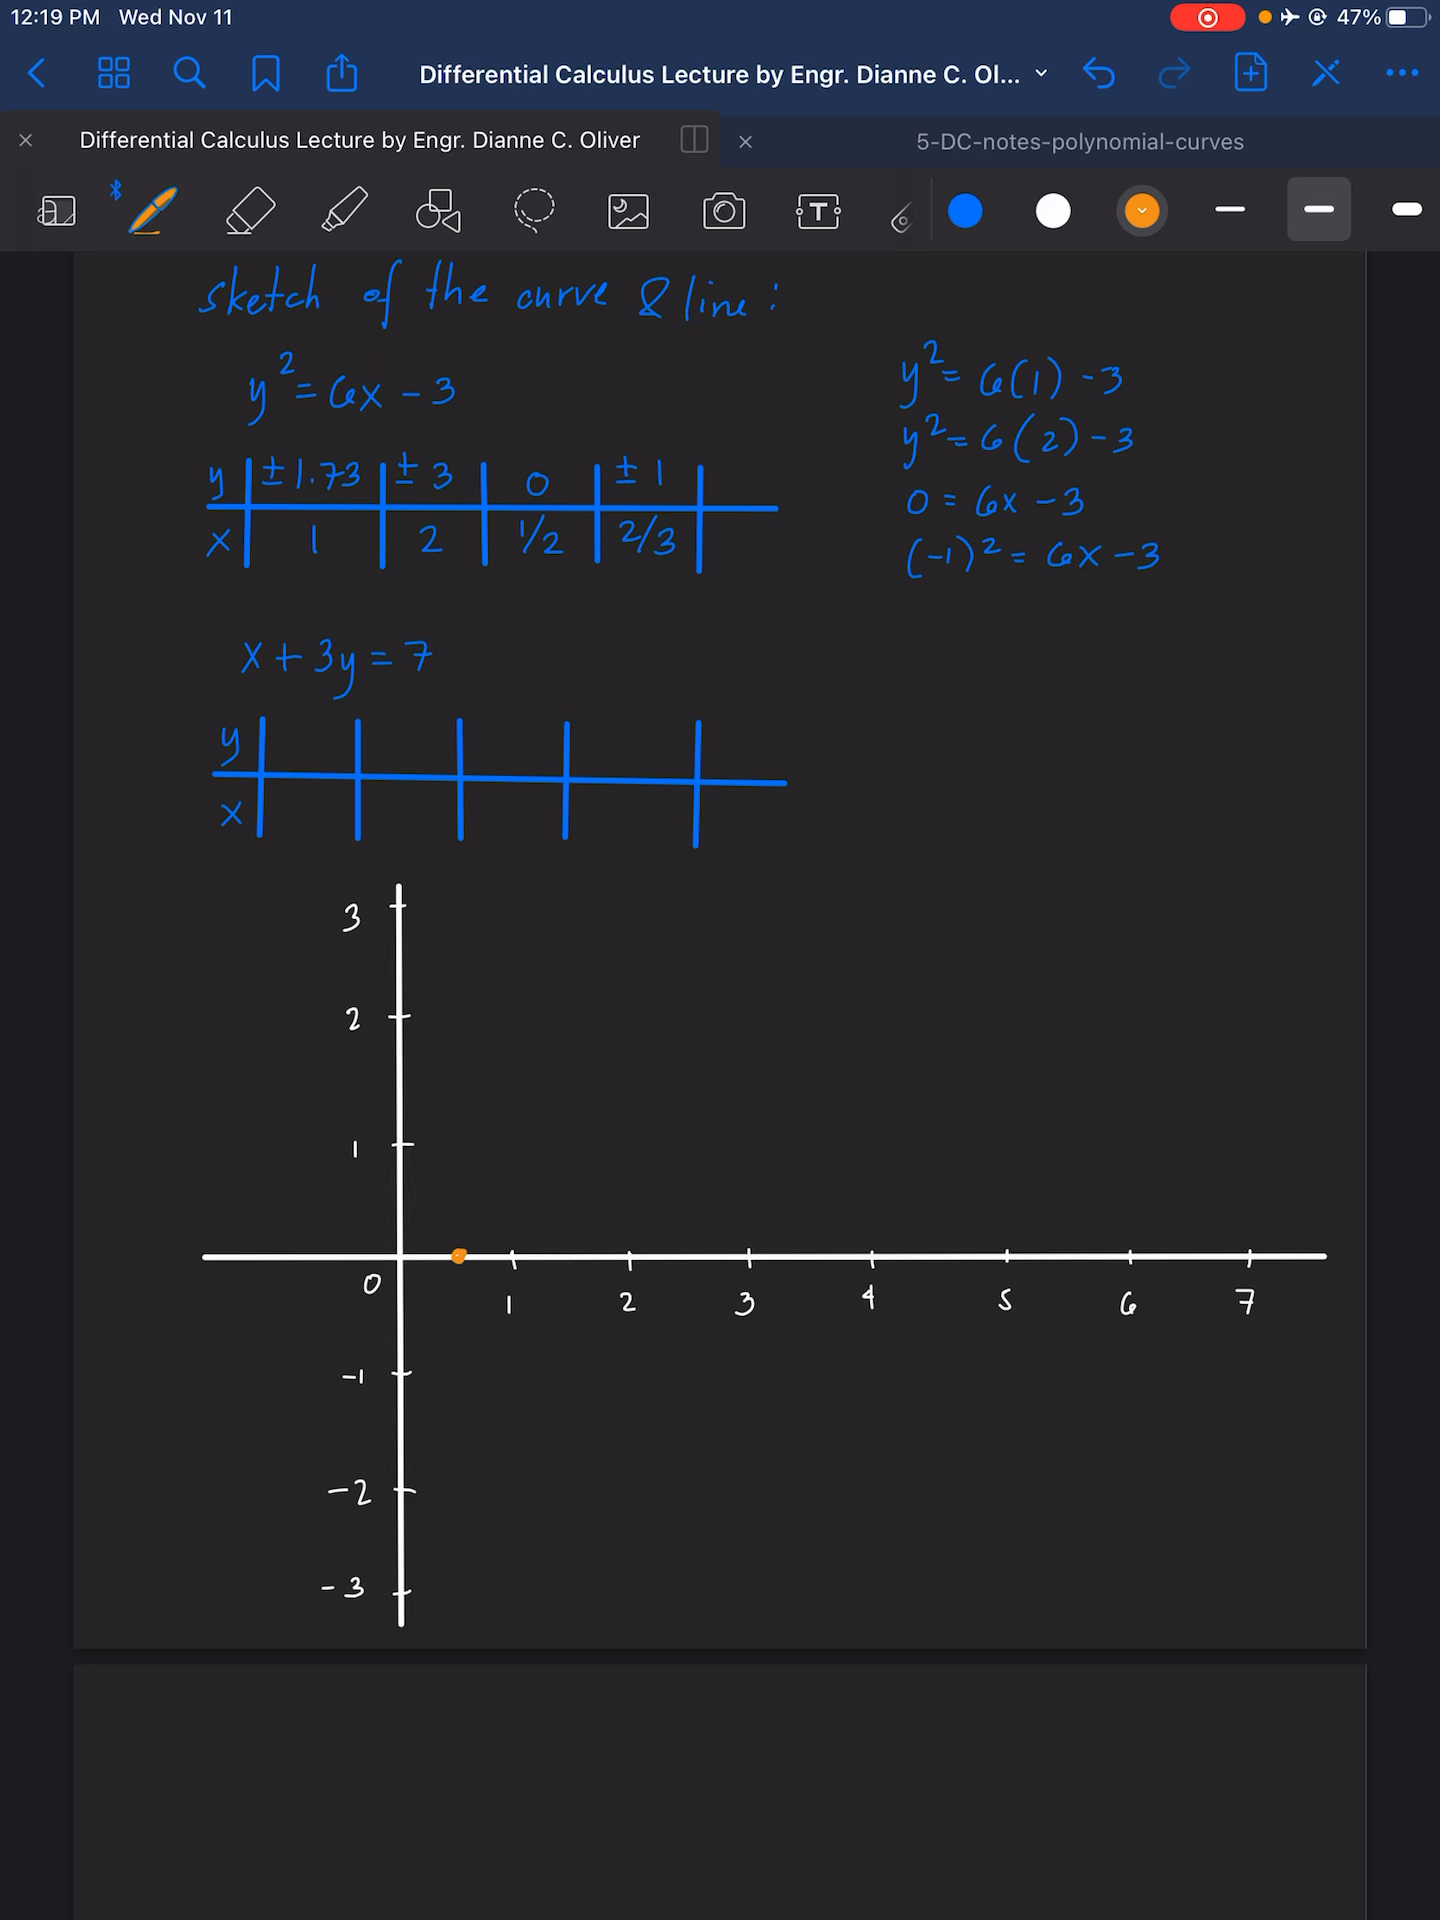 12:19 PM Wed Nov 11 47%
Differential Calculus Lecture by Engr. Dianne C. Ol...
Differential Calculus Lecture by Engr. Dianne C. Oliver
5-DC-notes-polynomial-curves
T
sketch of the curve & line :
y² = 6x - 3
y ±1.73 ±3 0 ±1
x 1 2 1/2 2/3
y² = 6(1) - 3
y² = 6(2) - 3
0 = 6x - 3
(-1)² = 6x - 3
x + 3y = 7
y
x
3
2
1
0 1 2 3 4 5 6 7
-1
-2
-3